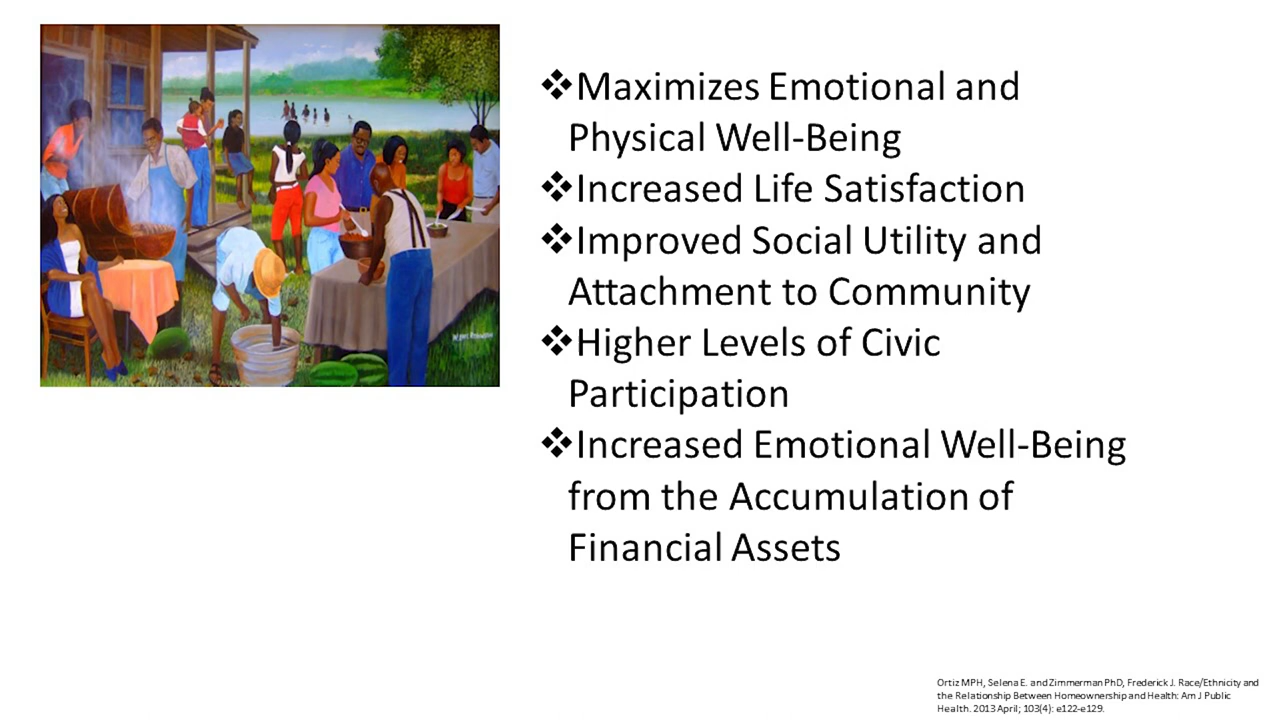 ❖Maximizes Emotional and
Physical Well-Being
❖Increased Life Satisfaction
❖Improved Social Utility and
Attachment to Community
❖Higher Levels of Civic
Participation
❖Increased Emotional Well-Being
from the Accumulation of
Financial Assets
Ortiz MPH, Selena E. and Zimmerman PhD, Frederick J. Race/Ethnicity and
the Relationship Between Homeownership and Health: Am J Public
Health. 2013 April; 103(4): e122-e129.